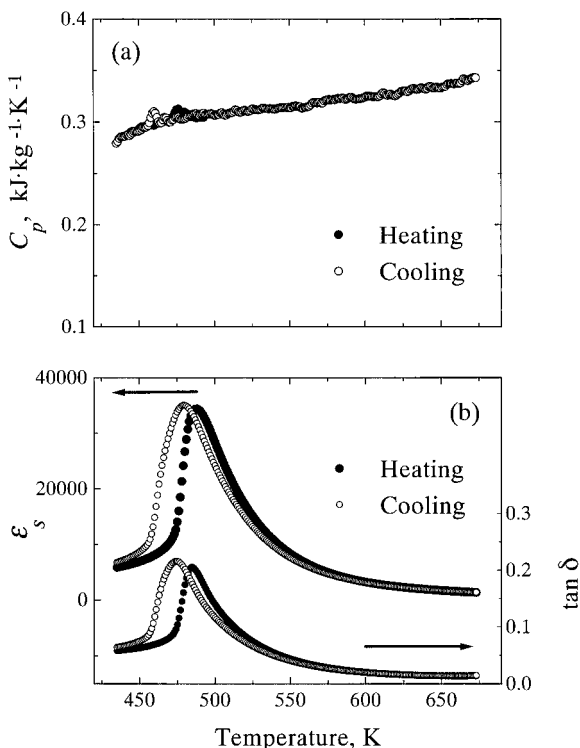 0.4
(a)
C_p, kJ·kg⁻¹·K⁻¹
0.3
0.2
0.1
Heating
Cooling
40000
(b)
Heating
Cooling
ε_s
20000
0
0.3
0.2
0.1
0.0
tan δ
450 500 550 600 650
Temperature, K